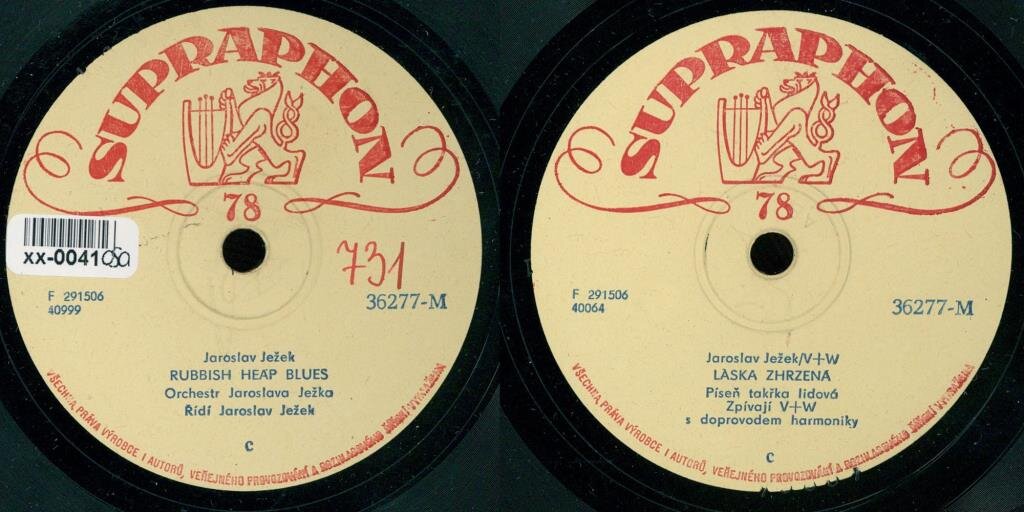 SUPRAPHON
78
xx-0041
731
F 291506
40999
36277-M
Jaroslav Ježek
RUBBISH HEAP BLUES
Orchestr Jaroslava Ježka
Řídí Jaroslav Ježek
c
VŠECHNA PRÁVA VÝROBCE I AUTORŮ, VEŘEJNÉHO PROVOZOVÁNÍ A ROZHLASOVÉHO ŠÍŘENÍ VYHRAŽENA
SUPRAPHON
78
F 291506
40064
36277-M
Jaroslav Ježek/V+W
LÁSKA ZHRZENÁ
Píseň takřka lidová
Zpívají V+W
s doprovodem harmoniky
c
VŠECHNA PRÁVA VÝROBCE I AUTORŮ, VEŘEJNÉHO PROVOZOVÁNÍ A ROZHLASOVÉHO ŠÍŘENÍ VYHRAŽENA